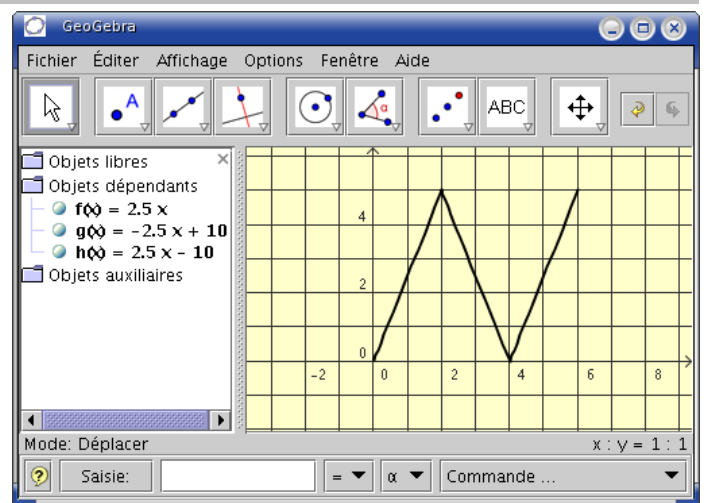 GeoGebra
Fichier Éditer Affichage Options Fenêtre Aide
A α ABC
Objets libres
Objets dépendants
f(x) = 2.5 x
g(x) = -2.5 x + 10
h(x) = 2.5 x - 10
Objets auxiliaires
4
2
0
-2 0 2 4 6 8
Mode: Déplacer x : y = 1 : 1
? Saisie: = α Commande ...